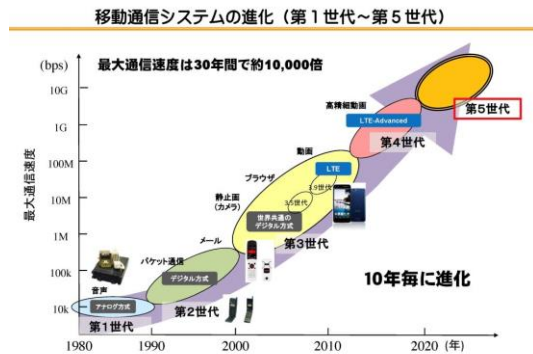 移動通信システムの進化（第１世代～第５世代）
(bps)
最大通信速度は30年間で約10,000倍
10G
1G
100M
10M
1M
100k
10k
最大通信速度
高精細動画
LTE-Advanced
第5世代
第4世代
動画
LTE
ブラウザ
3.9世代
静止画
(カメラ)
3.5世代
世界共通の
デジタル方式
第3世代
メール
パケット通信
デジタル方式
第2世代
音声
アナログ方式
第1世代
10年毎に進化
1980
1990
2000
2010
2020
(年)